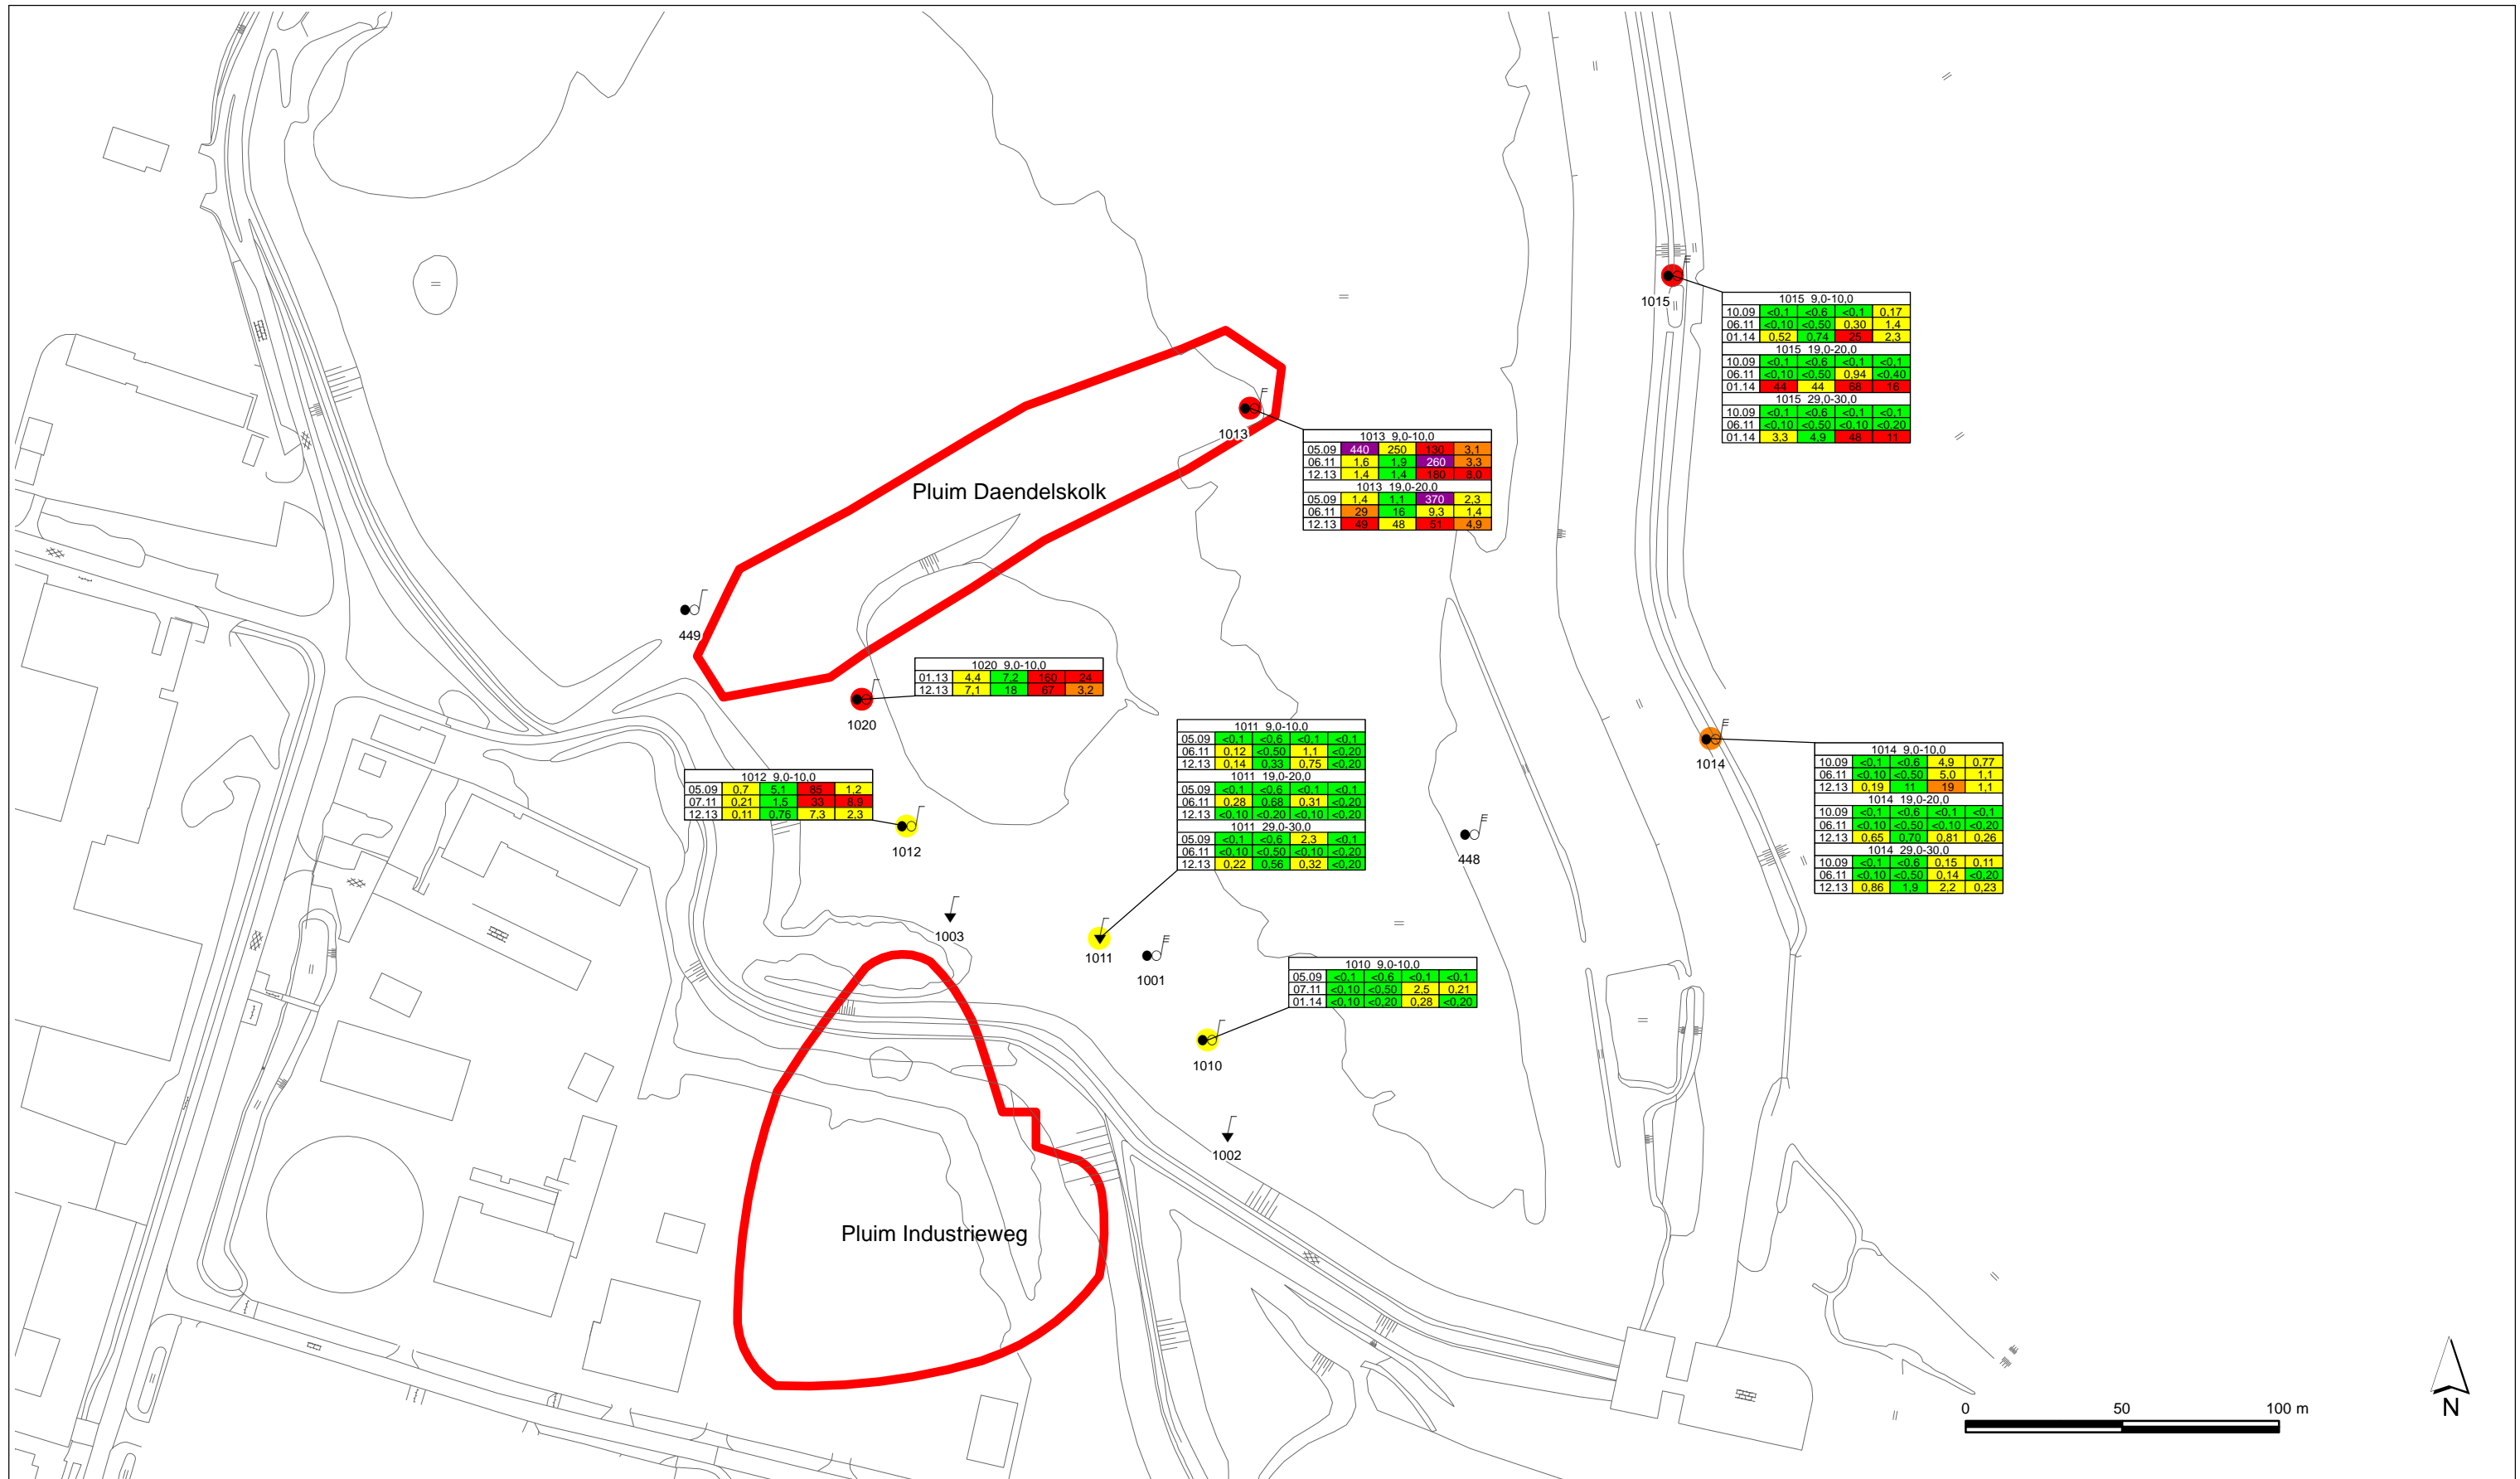 1015
1015 9,0-10,0
10.09 <0,1 <0,6 <0,1 0,17
06.11 <0,10 <0,50 0,30 1,4
01.14 0,52 0,74 25 2,3
1015 19,0-20,0
10.09 <0,1 <0,6 <0,1 <0,1
06.11 <0,10 <0,50 0,94 <0,40
01.14 44 44 68 16
1015 29,0-30,0
10.09 <0,1 <0,6 <0,1 <0,1
06.11 <0,10 <0,50 <0,10 <0,20
01.14 3,3 4,9 48 11
1013
1013 9,0-10,0
05.09 440 250 130 3,1
06.11 1,6 1,9 260 3,3
12.13 1,4 1,4 180 8,0
1013 19,0-20,0
05.09 1,4 1,1 370 2,3
06.11 29 16 9,3 1,4
12.13 49 48 51 4,9
Pluim Daendelskolk
449
1020 9,0-10,0
01.13 4,4 7,2 160 24
12.13 7,1 18 67 3,2
1020
1011 9,0-10,0
05.09 <0,1 <0,6 <0,1 <0,1
06.11 0,12 <0,50 1,1 <0,20
12.13 0,14 0,33 0,75 <0,20
1011 19,0-20,0
05.09 <0,1 <0,6 <0,1 <0,1
06.11 0,28 0,68 0,31 <0,20
12.13 <0,10 <0,20 <0,10 <0,20
1011 29,0-30,0
05.09 <0,1 <0,6 2,3 <0,1
06.11 <0,10 <0,50 <0,10 <0,20
12.13 0,22 0,56 0,32 <0,20
1014
1014 9,0-10,0
10.09 <0,1 <0,6 4,9 0,77
06.11 <0,10 <0,50 5,0 1,1
12.13 0,19 11 19 1,1
1014 19,0-20,0
10.09 <0,1 <0,6 <0,1 <0,1
06.11 <0,10 <0,50 <0,10 <0,20
12.13 0,65 0,70 0,81 0,26
1014 29,0-30,0
10.09 <0,1 <0,6 0,15 0,11
06.11 <0,10 <0,50 0,14 <0,20
12.13 0,86 1,9 2,2 0,23
1012 9,0-10,0
05.09 0,7 5,1 85 1,2
07.11 0,21 1,5 33 8,9
12.13 0,11 0,76 7,3 2,3
1012
448
1003
1011
1001
1010 9,0-10,0
05.09 <0,1 <0,6 <0,1 <0,1
07.11 <0,10 <0,50 2,5 0,21
01.14 <0,10 <0,20 0,28 <0,20
1010
1002
Pluim Industrieweg
0 50 100 m
N